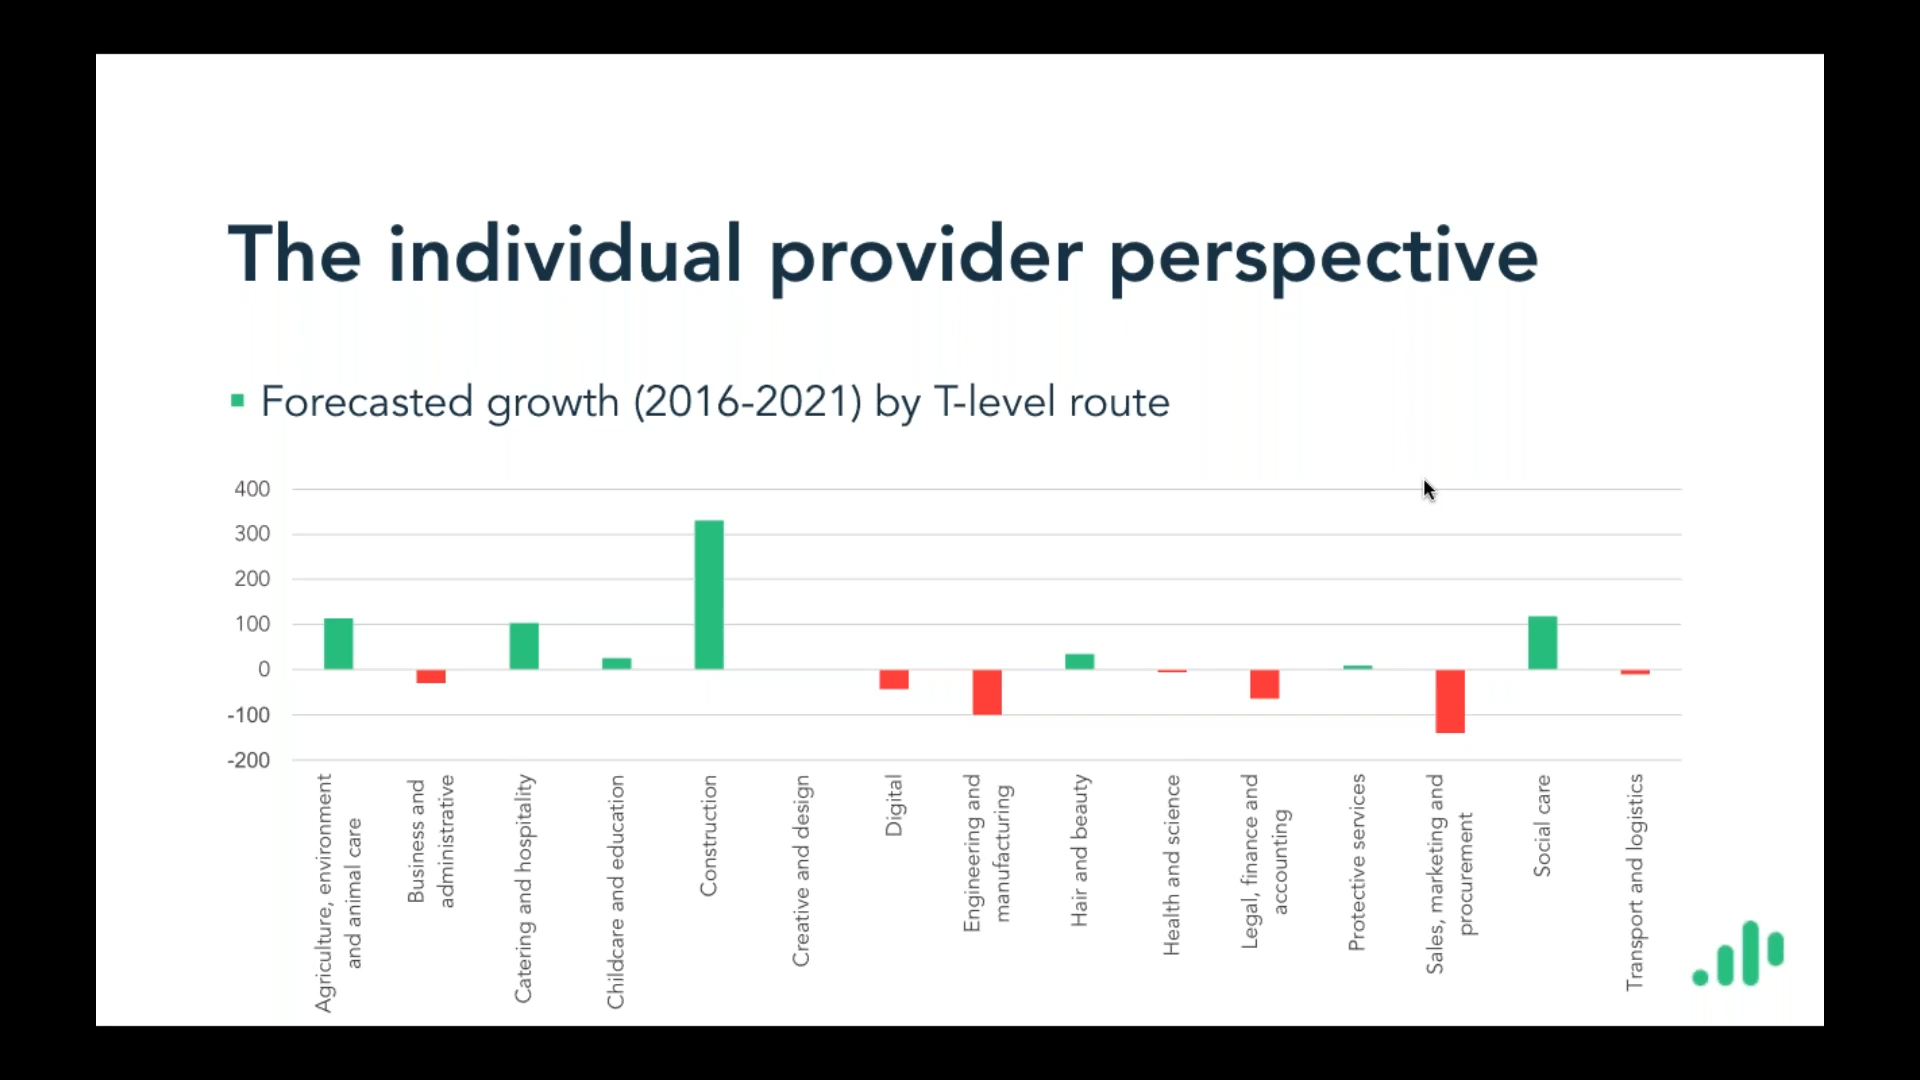 The individual provider perspective
Forecasted growth (2016-2021) by T-level route
400
300
200
100
0
-100
-200
Agriculture, environment
and animal care
Business and
administrative
Catering and hospitality
Childcare and education
Construction
Creative and design
Digital
Engineering and
manufacturing
Hair and beauty
Health and science
Legal, finance and
accounting
Protective services
Sales, marketing and
procurement
Social care
Transport and logistics